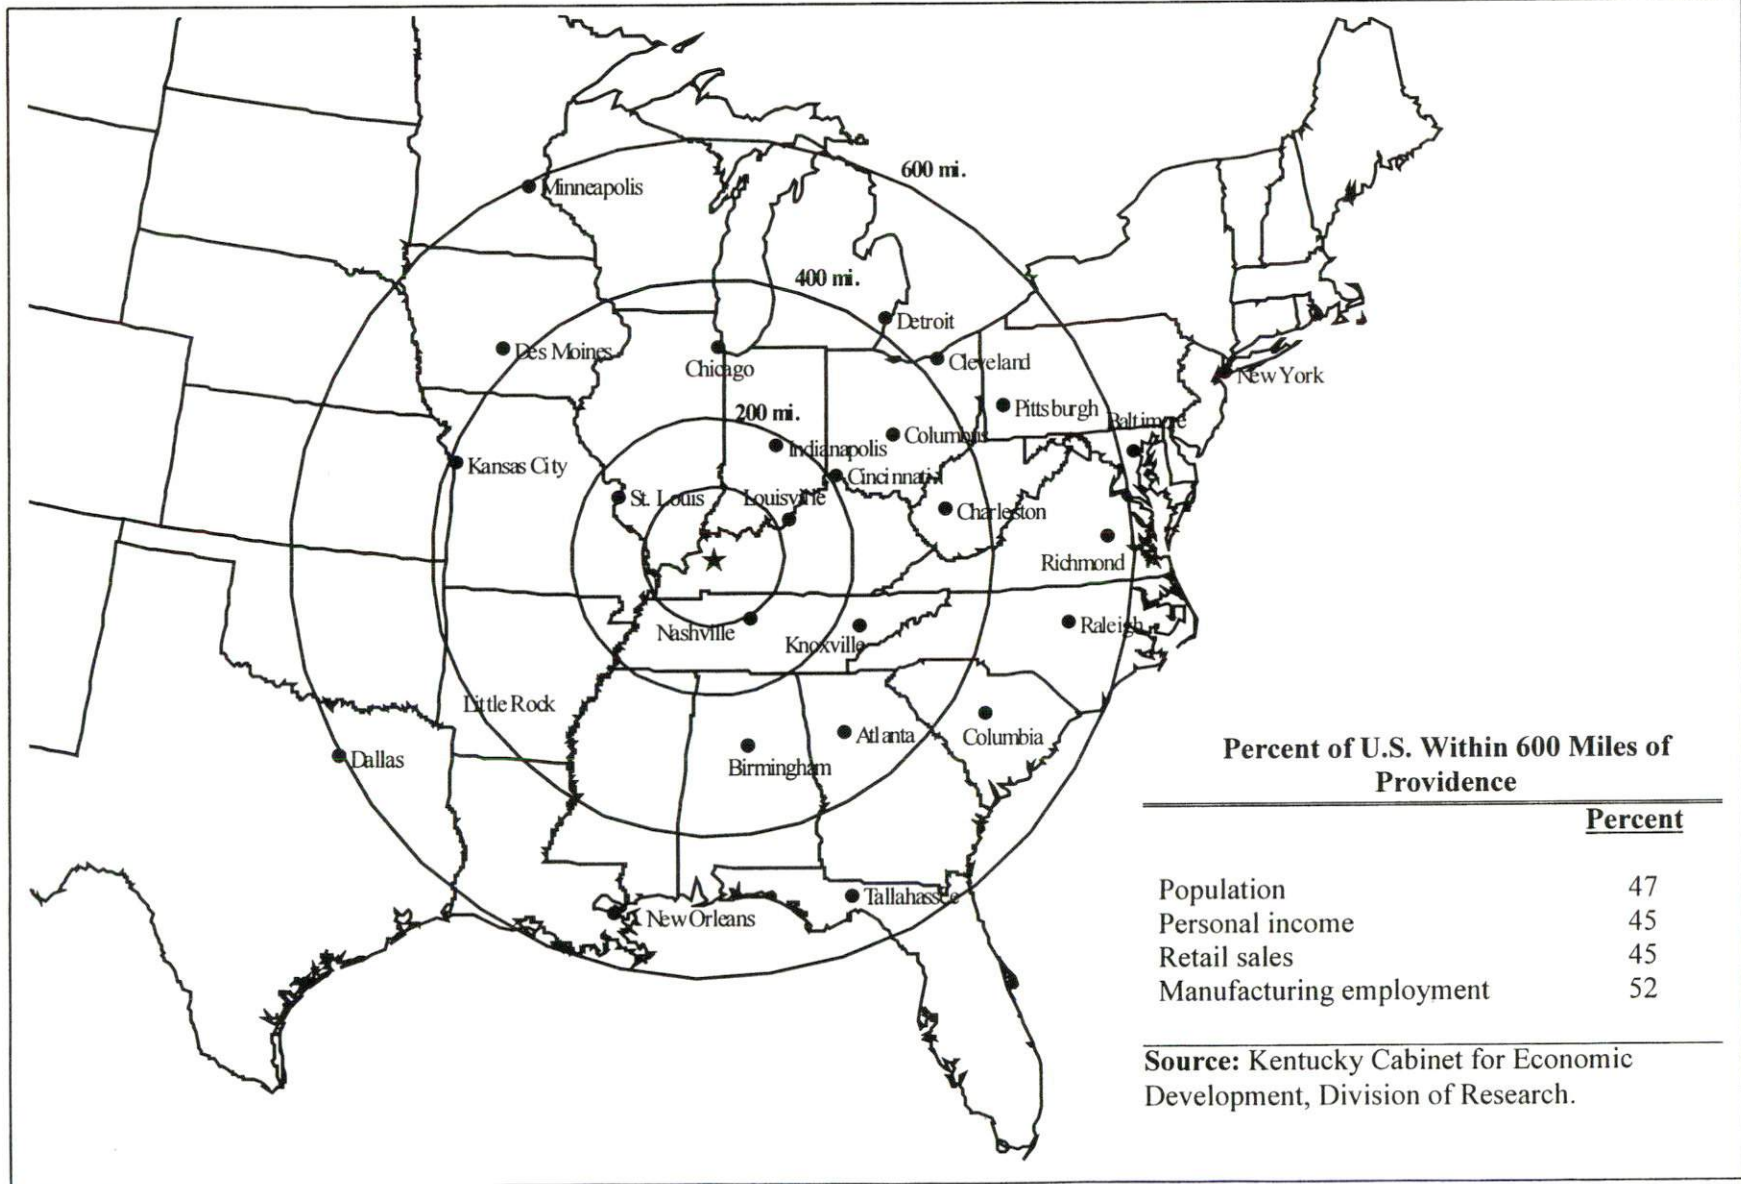 600 mi.
Minneapolis
400 mi.
Detroit
Des Moines
Cleveland
Chicago
New York
200 mi.
Pittsburgh
Baltimore
Columbus
Indianapolis
Kansas City
Cincinnati
St. Louis
Louisville
Charleston
Richmond
Nashville
Knoxville
Raleigh
Little Rock
Atlanta
Columbia
Dallas
Birmingham
Tallahassee
New Orleans
Percent of U.S. Within 600 Miles of
Providence
Percent
Population 47
Personal income 45
Retail sales 45
Manufacturing employment 52
Source: Kentucky Cabinet for Economic
Development, Division of Research.